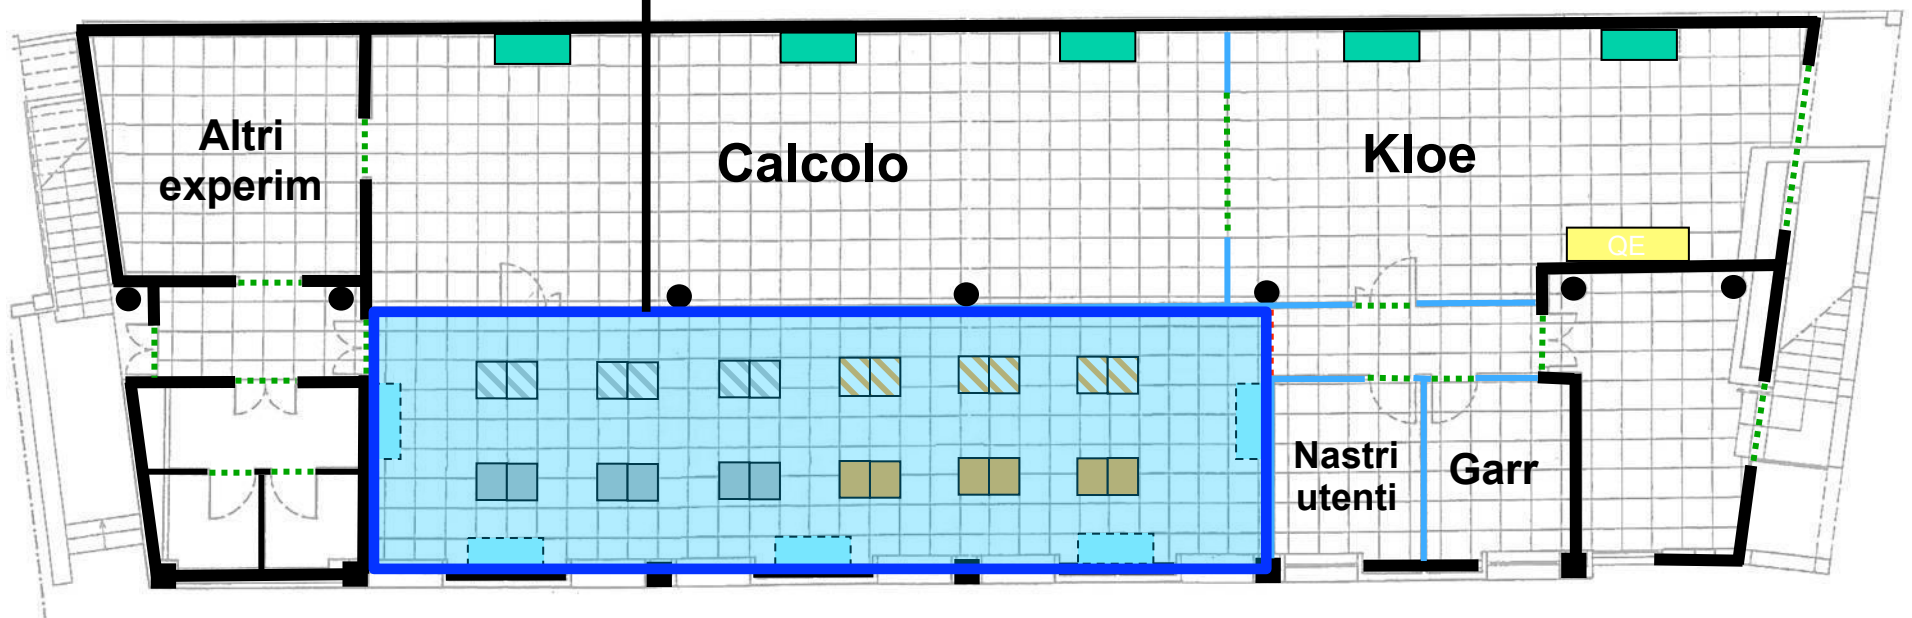 Altri
experim
Calcolo
Kloe
QE
Nastri
utenti
Garr